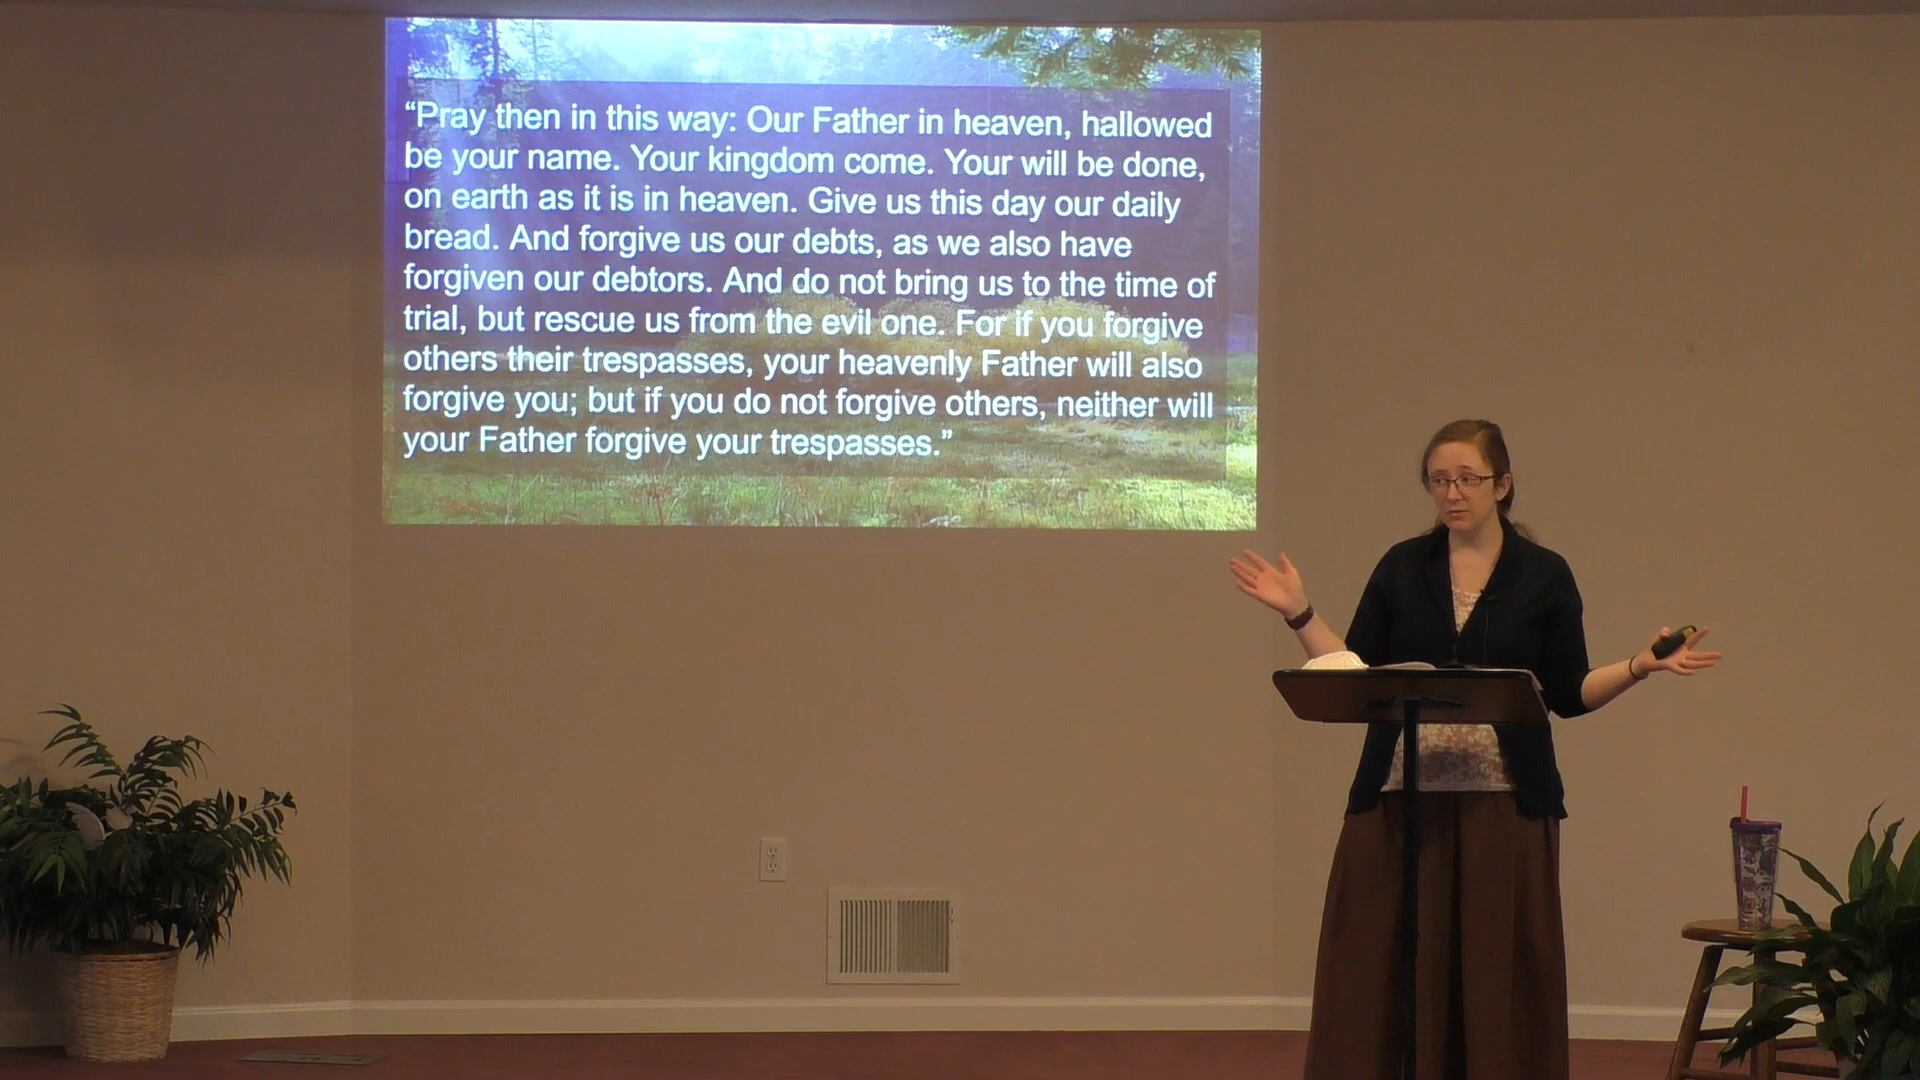 “Pray then in this way: Our Father in heaven, hallowed
be your name. Your kingdom come. Your will be done,
on earth as it is in heaven. Give us this day our daily
bread. And forgive us our debts, as we also have
forgiven our debtors. And do not bring us to the time of
trial, but rescue us from the evil one. For if you forgive
others their trespasses, your heavenly Father will also
forgive you; but if you do not forgive others, neither will
your Father forgive your trespasses.”